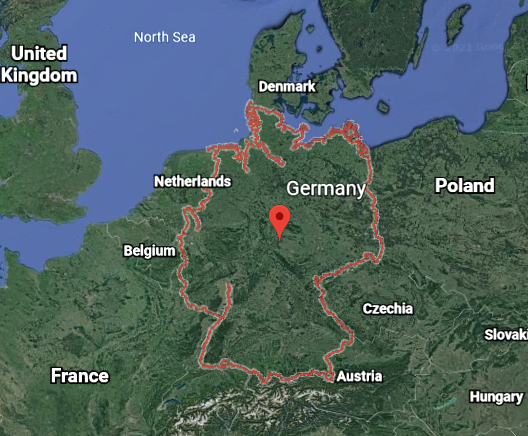 North Sea
United
Kingdom
Denmark
Netherlands
Germany
Poland
Belgium
Czechia
Slovaki
France
Austria
Hungary